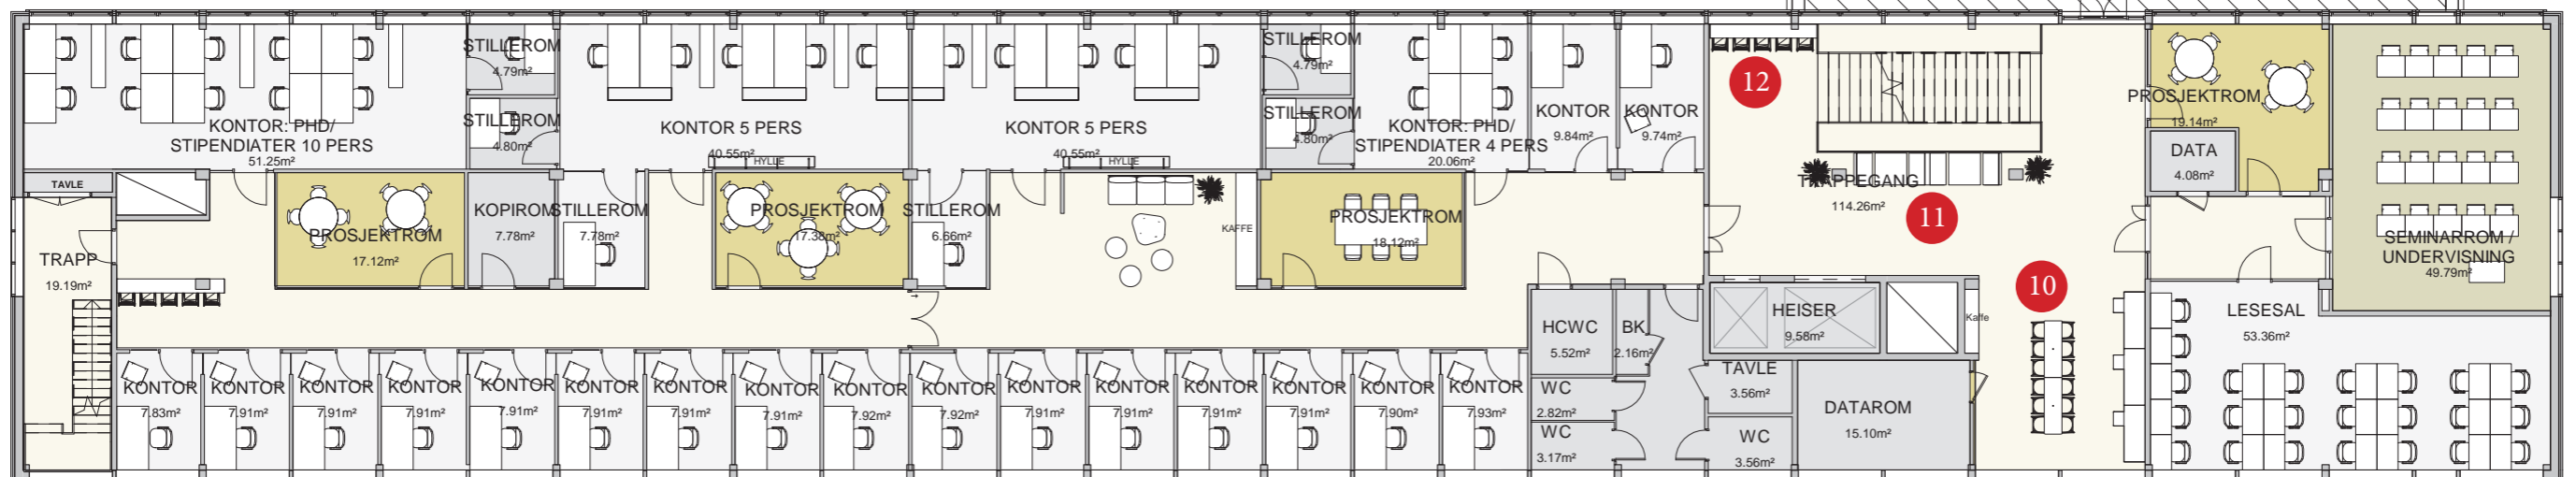 STILLEROM
4.79m²
STILLEROM
4.80m²
KONTOR: PHD/
STIPENDIATER 10 PERS
51.25m²
KONTOR 5 PERS
40.55m²
HYLLE
KONTOR 5 PERS
40.55m²
HYLLE
STILLEROM
4.79m²
STILLEROM
4.80m²
KONTOR: PHD/
STIPENDIATER 4 PERS
20.06m²
KONTOR
9.84m²
KONTOR
9.74m²
12
PROSJEKTROM
19.14m²
DATA
4.08m²
TAVLE
TRAPP
19.19m²
PROSJEKTROM
17.12m²
KOPIROM
7.78m²
STILLEROM
7.78m²
PROSJEKTROM
17.38m²
STILLEROM
6.66m²
KAFFE
PROSJEKTROM
18.12m²
TRAPPEGANG
114.26m²
11
10
SEMINARROM /
UNDERVISNING
49.79m²
HCWC
5.52m²
BK
2.16m²
HEISER
9.58m²
Kaffe
LESESAL
53.36m²
KONTOR
7.83m²
KONTOR
7.91m²
KONTOR
7.91m²
KONTOR
7.91m²
KONTOR
7.91m²
KONTOR
7.91m²
KONTOR
7.91m²
KONTOR
7.91m²
KONTOR
7.92m²
KONTOR
7.92m²
KONTOR
7.91m²
KONTOR
7.91m²
KONTOR
7.91m²
KONTOR
7.91m²
KONTOR
7.90m²
KONTOR
7.93m²
WC
2.82m²
WC
3.17m²
TAVLE
3.56m²
WC
3.56m²
DATAROM
15.10m²